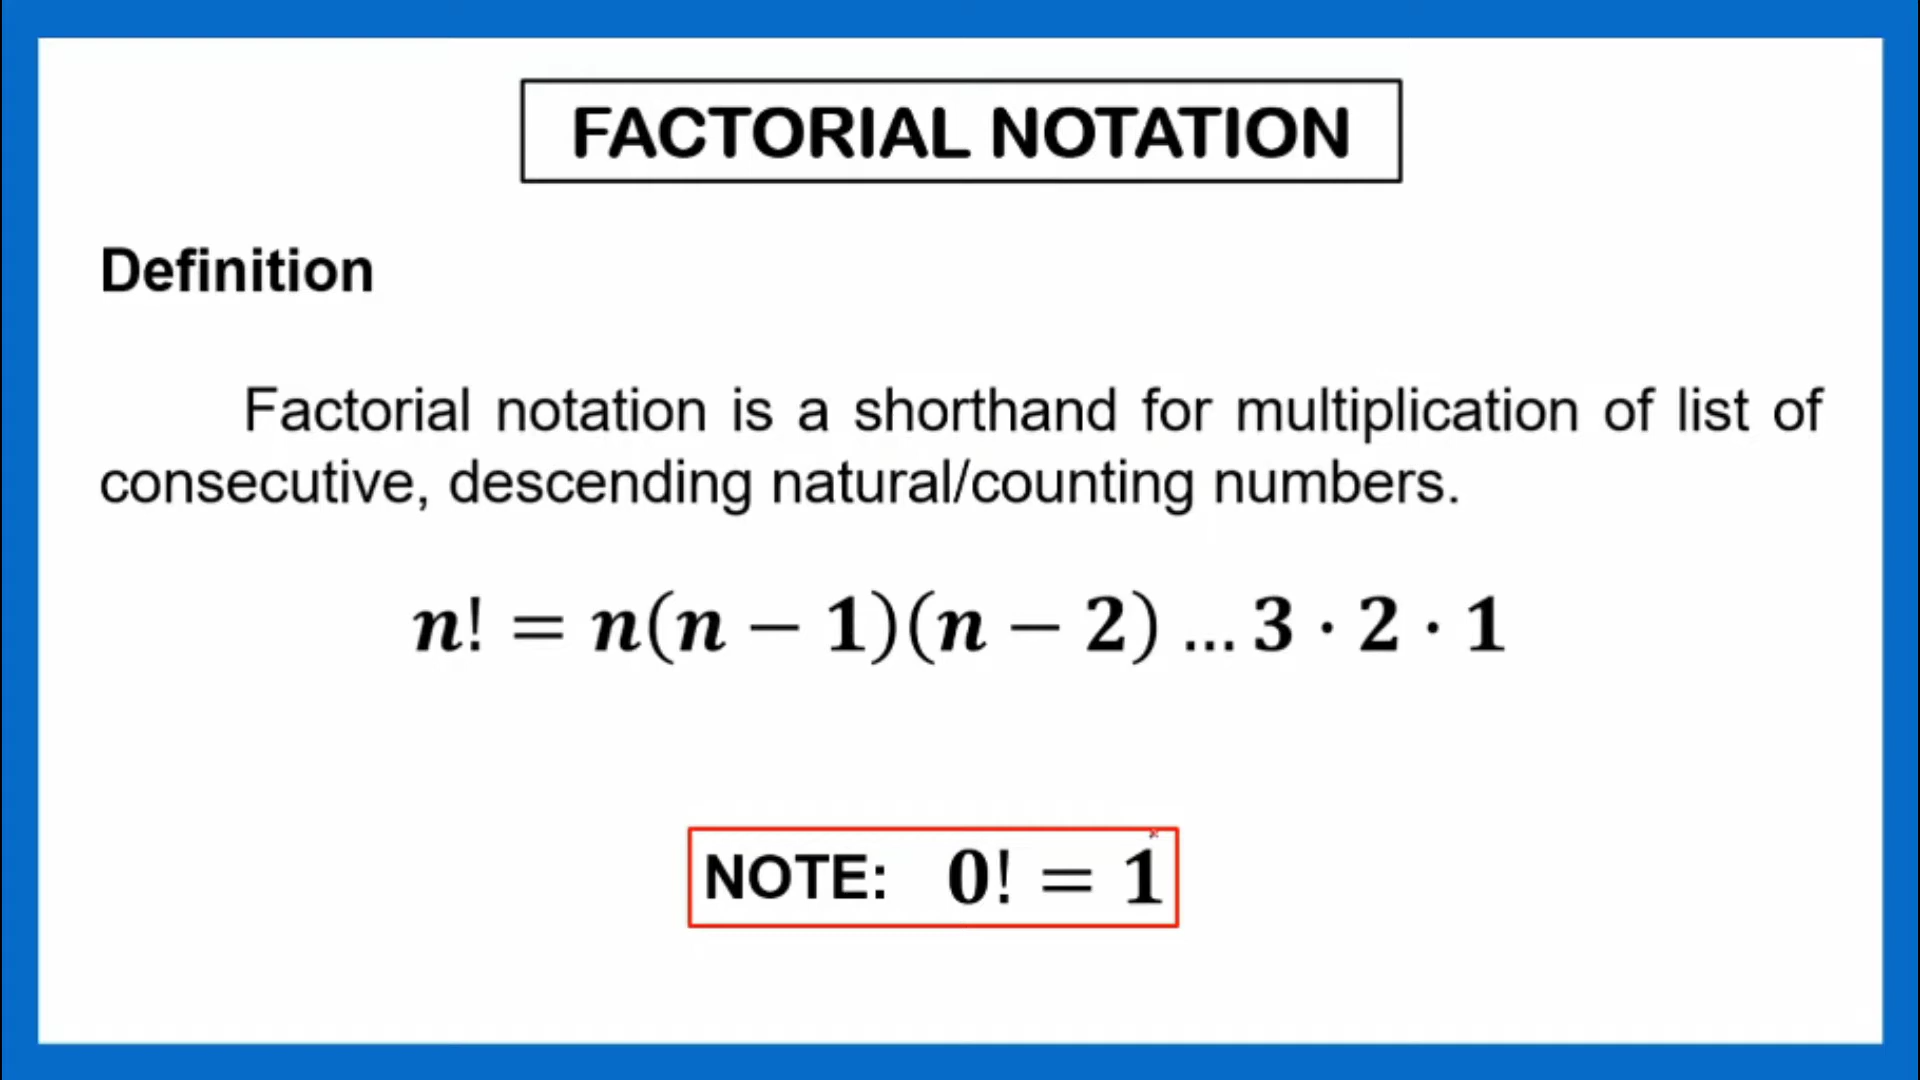 FACTORIAL NOTATION
Definition
Factorial notation is a shorthand for multiplication of list of
consecutive, descending natural/counting numbers.
n! = n(n − 1)(n − 2) … 3 · 2 · 1
NOTE: 0! = 1